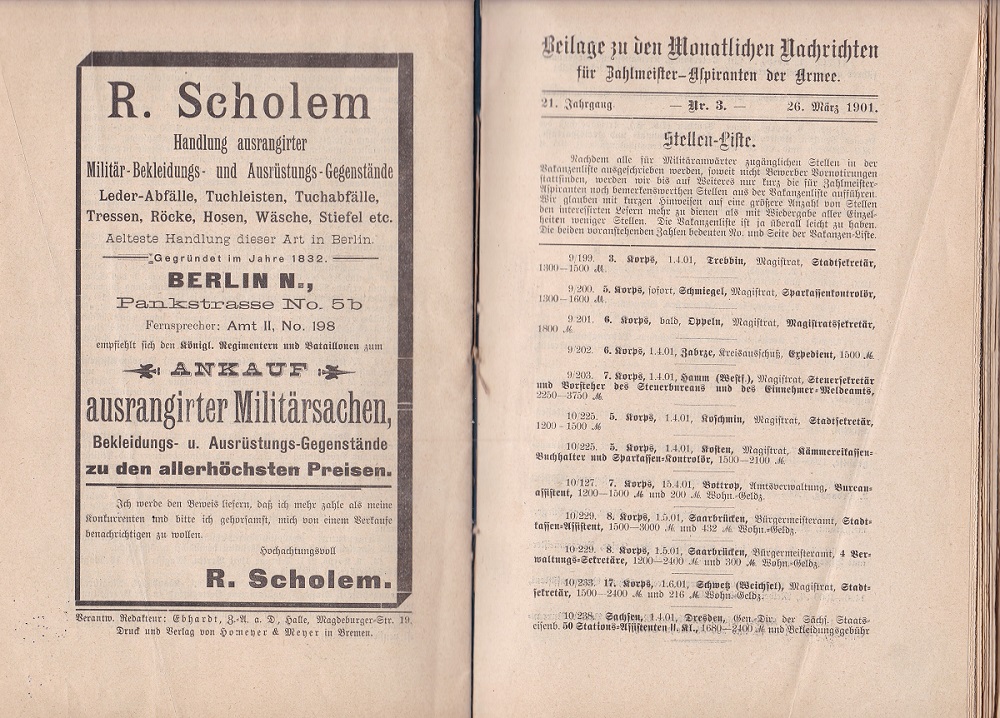 R. Scholem
Handlung ausrangirter
Militär-Bekleidungs- und Ausrüstungs-Gegenstände
Leder-Abfälle, Tuchleisten, Tuchabfälle,
Tressen, Röcke, Hosen, Wäsche, Stiefel etc.
Aelteste Handlung dieser Art in Berlin.
Gegründet im Jahre 1832.
BERLIN N.,
Pankstrasse No. 5b
Fernsprecher: Amt II, No. 198
empfiehlt sich den Königl. Regimentern und Bataillonen zum
ANKAUF
ausrangirter Militärsachen,
Bekleidungs- u. Ausrüstungs-Gegenstände
zu den allerhöchsten Preisen.
Ich werde den Beweis liefern, daß ich mehr zahle als meine
Konkurrenten und bitte ich gehorsamst, mich von einem Verkaufe
benachrichtigen zu wollen.
Hochachtungsvoll
R. Scholem.
Verantw. Redakteur: Ebhardt, Z.-A. a. D, Halle, Magdeburger-Str. 19.
Druck und Verlag von Homeyer & Meyer in Bremen.
Beilage zu den Monatlichen Nachrichten
für Zahlmeister-Aspiranten der Armee.
21. Jahrgang. — Nr. 3. — 26. März 1901.
Stellen-Liste.
Nachdem alle für Militäranwärter zugänglichen Stellen in der
Vakanzenliste ausgeschrieben werden, soweit nicht Bewerber Vornotirungen
stattfinden, werden wir bis auf Weiteres nur kurz die für Zahlmeister-
Aspiranten noch bemerkenswerthen Stellen aus der Vakanzenliste aufführen.
Wir glauben mit kurzen Hinweisen auf eine größere Anzahl von Stellen
den interessirten Lesern mehr zu dienen als mit Wiedergabe aller Einzel-
heiten weniger Stellen. Die Vakanzenliste ist ja überall leicht zu haben.
Die beiden voranstehenden Zahlen bedeuten No. und Seite der Vakanzen-Liste.
9/199. 3. Korps, 1.4.01, Trebbin, Magistrat, Stadtsekretär,
1300—1500 M.
9/200. 5. Korps, sofort, Schmiegel, Magistrat, Sparkassenkontrolör,
1300—1600 M.
9/201. 6. Korps, bald, Oppeln, Magistrat, Magistratssekretär,
1800 M.
9/202. 6. Korps, 1.4.01, Zabrze, Kreisausschuß, Expedient, 1500 M.
9/203. 7. Korps, 1.4.01, Hamm (Westf.), Magistrat, Steuersekretär
und Vorsteher des Steuerbureaus und des Einnehmer-Meldeamts,
2250—3750 M.
10/225. 5. Korps, 1.4.01, Koschmin, Magistrat, Stadtsekretär,
1200—1500 M.
10/225. 5. Korps, 1.4.01, Kosten, Magistrat, Kämmereikassen-
Buchhalter und Sparkassen-Kontrolör, 1500—2100 M.
10/127. 7. Korps, 15.4.01, Bottrop, Amtsverwaltung, Bureau-
assistent, 1200—1500 M. und 200 M. Wohn.-Geldz.
10/229. 8. Korps, 1.5.01, Saarbrücken, Bürgermeisteramt, Stadt-
kassen-Assistent, 1500—3000 M. und 432 M. Wohn.-Geldz.
10/229. 8. Korps, 1.5.01, Saarbrücken, Bürgermeisteramt, 4 Ver-
waltungs-Sekretäre, 1200—2400 M. und 300 M. Wohn.-Geldz.
10/233. 17. Korps, 1.6.01, Schwetz (Weichsel), Magistrat, Stadt-
sekretär, 1500—2400 M. und 216 M. Wohn.-Geldz.
10/238. Sachsen, 1.4.01, Dresden, Gen.-Dir. der Sächs. Staats-
eisenb. 50 Stations-Assistenten II. Kl., 1680—2400 M. und Bekleidungsgebühr